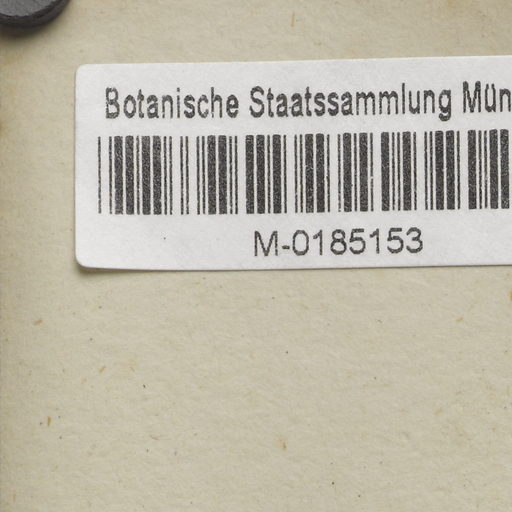 Botanische Staatssammlung Mün
M-0185153